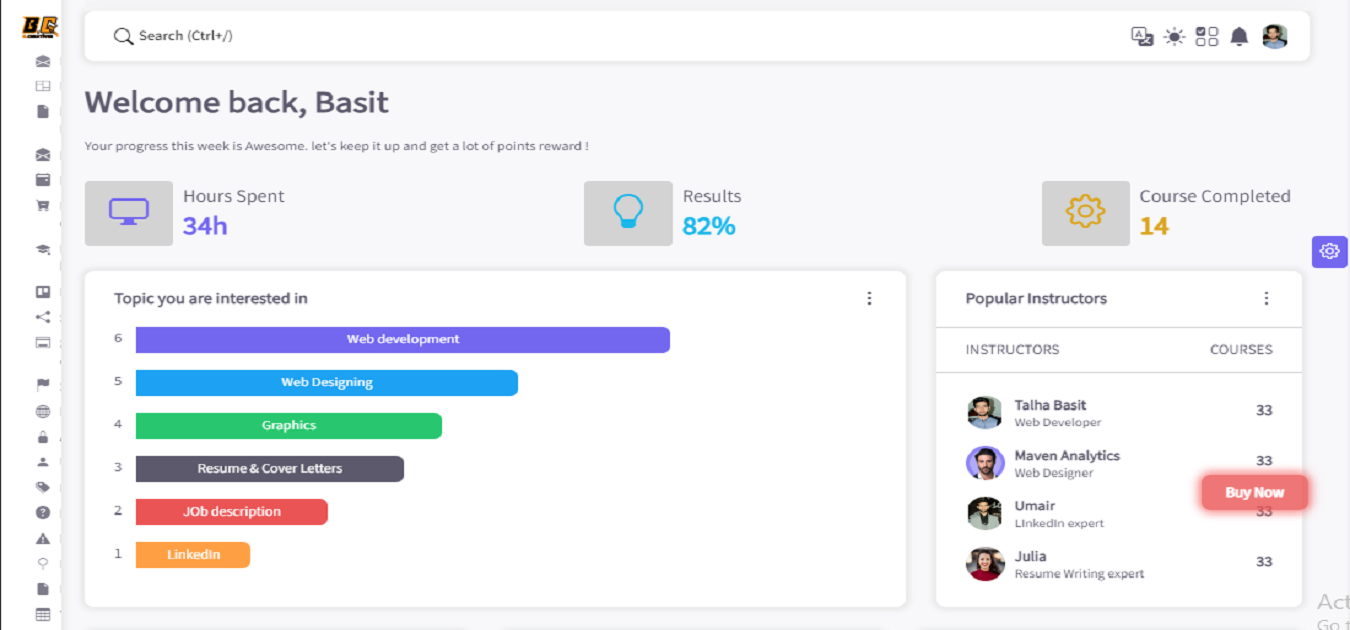 B.C
Search (Ctrl+/)
Welcome back, Basit
Your progress this week is Awesome. let's keep it up and get a lot of points reward !
Hours Spent
34h
Results
82%
Course Completed
14
Topic you are interested in
6 Web development
5 Web Designing
4 Graphics
3 Resume & Cover Letters
2 JOb description
1 LinkedIn
Popular Instructors
INSTRUCTORS COURSES
Talha Basit
Web Developer
33
Maven Analytics
Web Designer
33
Buy Now
Umair
LInkedIn expert
33
Julia
Resume Writing expert
33
Act
Go t